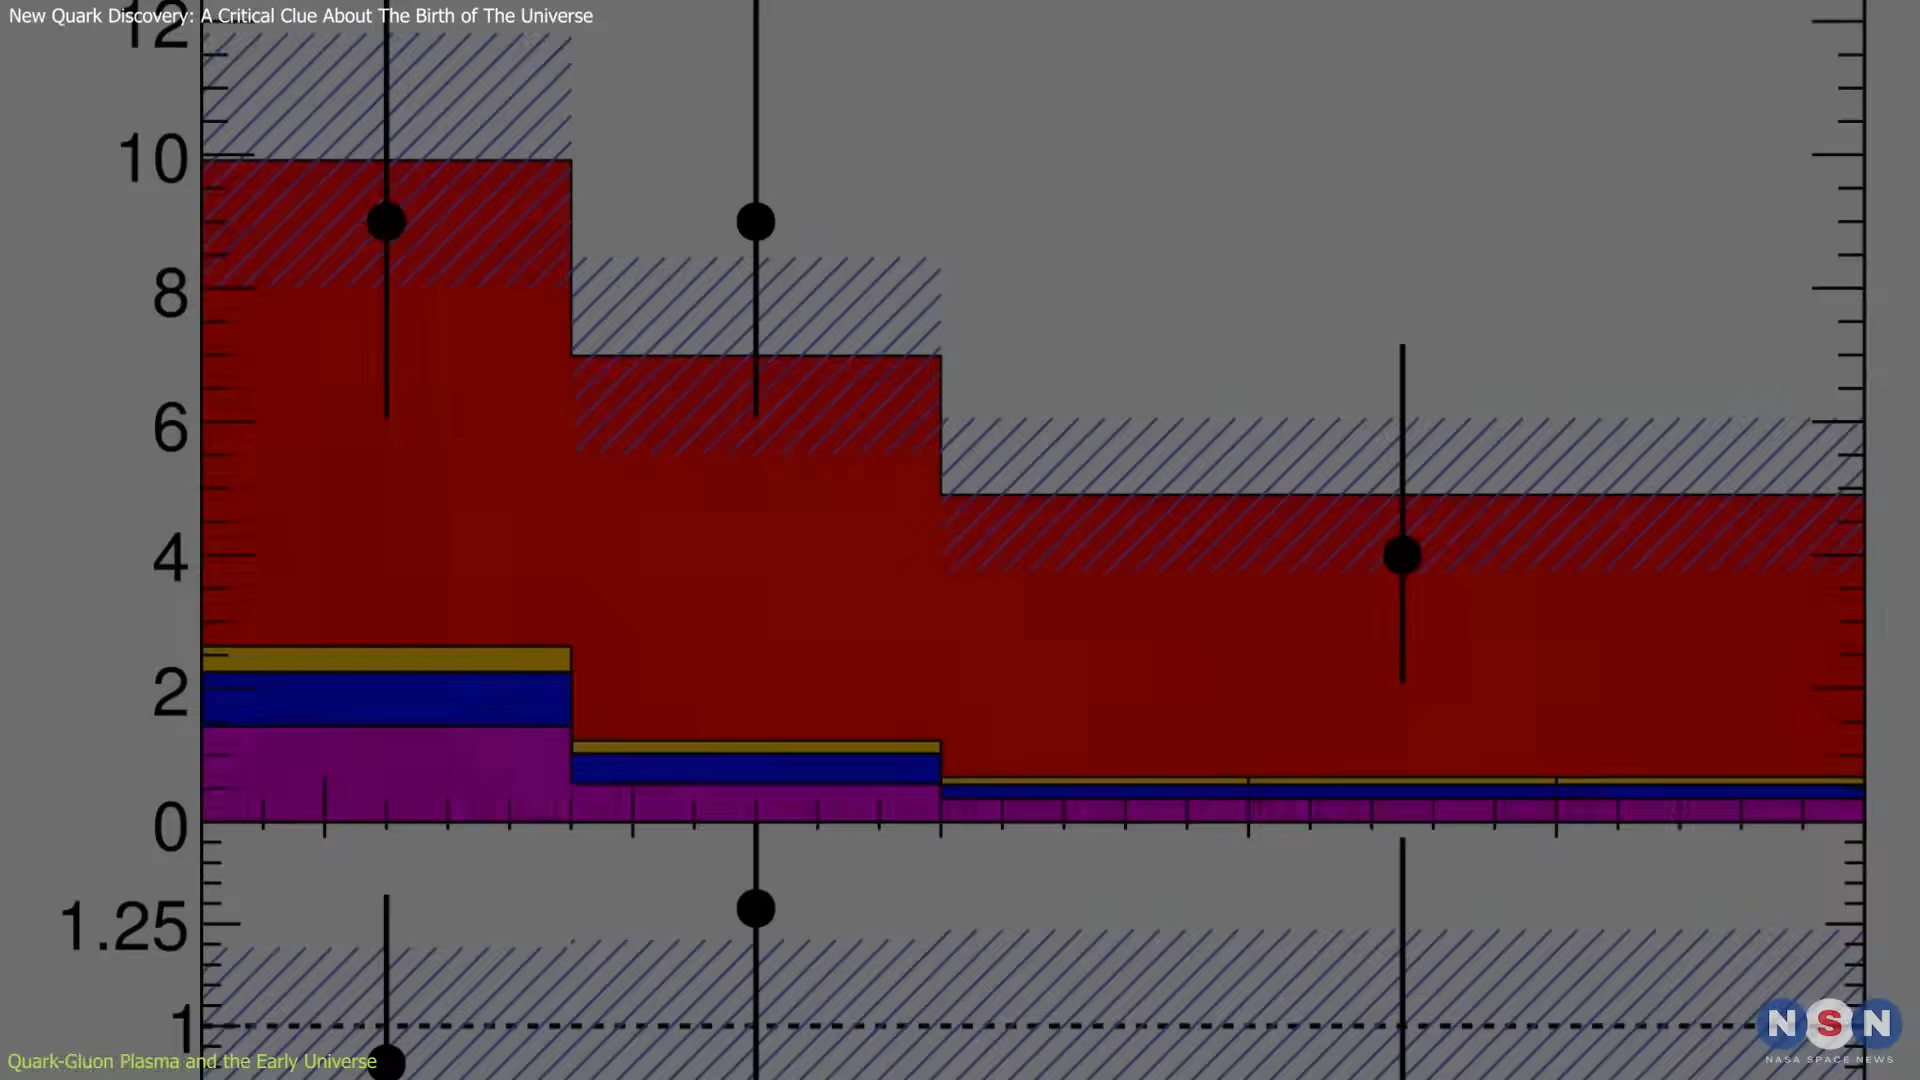 New Quark Discovery: A Critical Clue About The Birth of The Universe
12
10
8
6
4
2
0
1.25
1
Quark-Gluon Plasma and the Early Universe
NSN
NASA SPACE NEWS